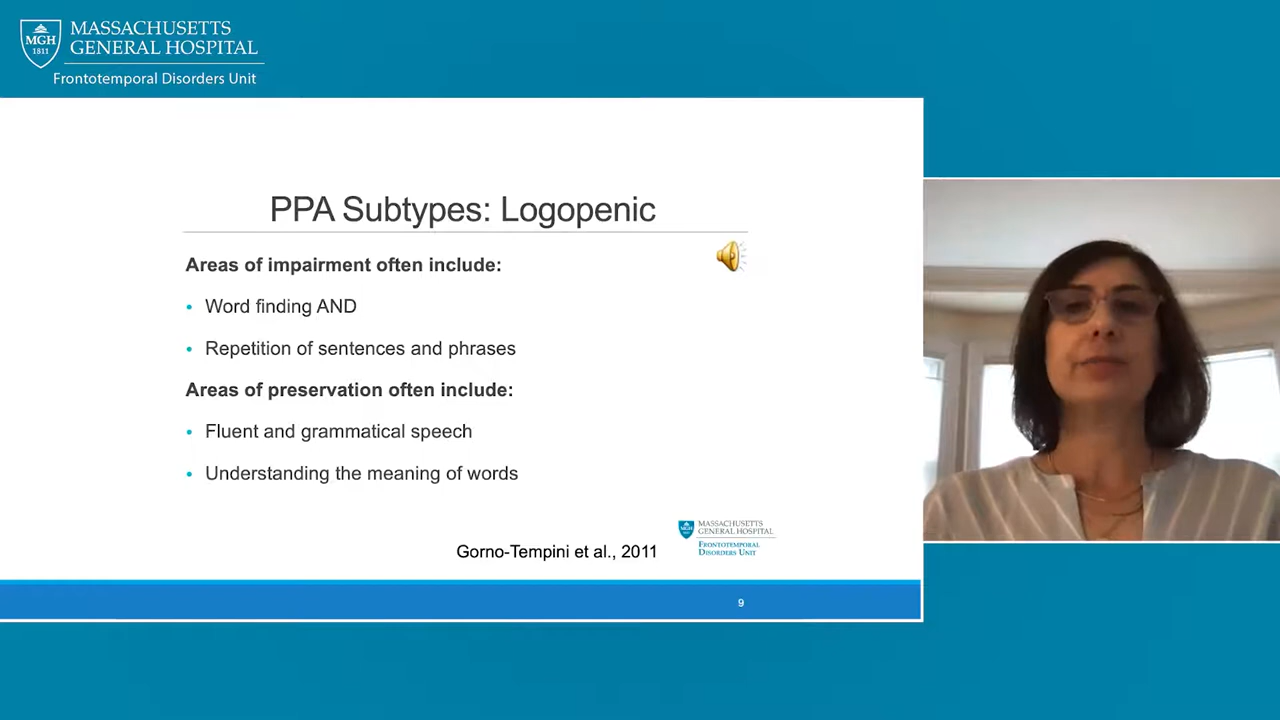 MASSACHUSETTS
GENERAL HOSPITAL
MGH
1811
Frontotemporal Disorders Unit
PPA Subtypes: Logopenic
Areas of impairment often include:
• Word finding AND
• Repetition of sentences and phrases
Areas of preservation often include:
• Fluent and grammatical speech
• Understanding the meaning of words
Gorno-Tempini et al., 2011
MGH
MASSACHUSETTS
GENERAL HOSPITAL
FRONTOTEMPORAL
DISORDERS UNIT
9